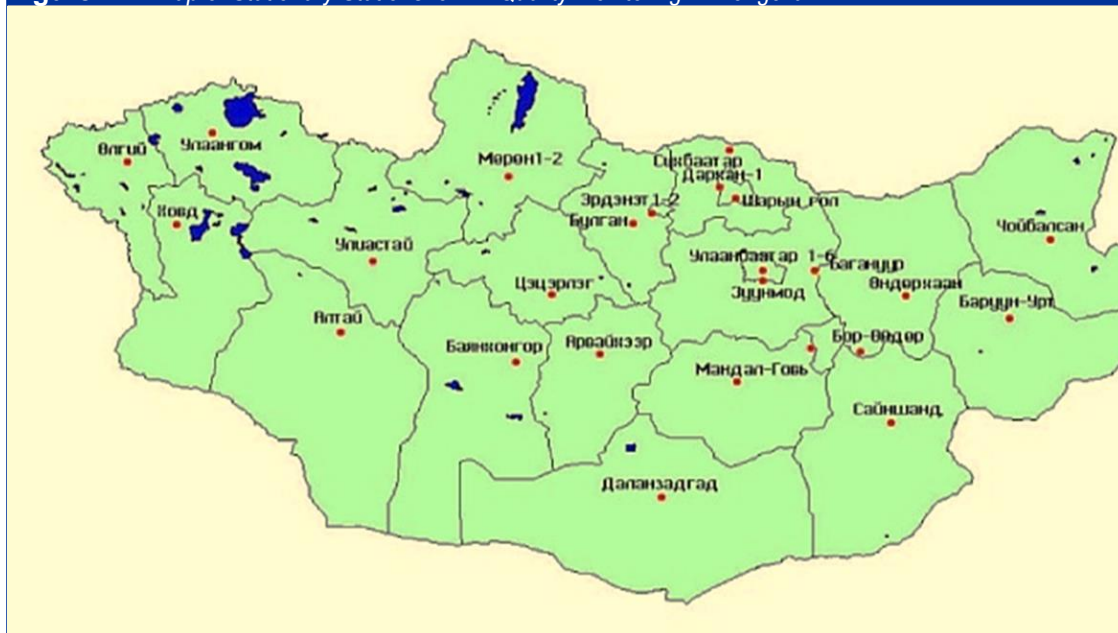 Улаангом
Өлгий
Мөрөн1-2
Сүхбаатар
Дархан-1
Шарын гол
Эрдэнэт1-2
Булган
Ховд
Чойбалсан
Улиастай
Улаанбаатар 1-6
Багануур
Цэцэрлэг
Зуунмод
Өндөрхаан
Баруун-Урт
Алтай
Баянхонгор
Арвайхээр
Бор-Өвдөр
Мандал-Говь
Сайншанд
Даланзадгад